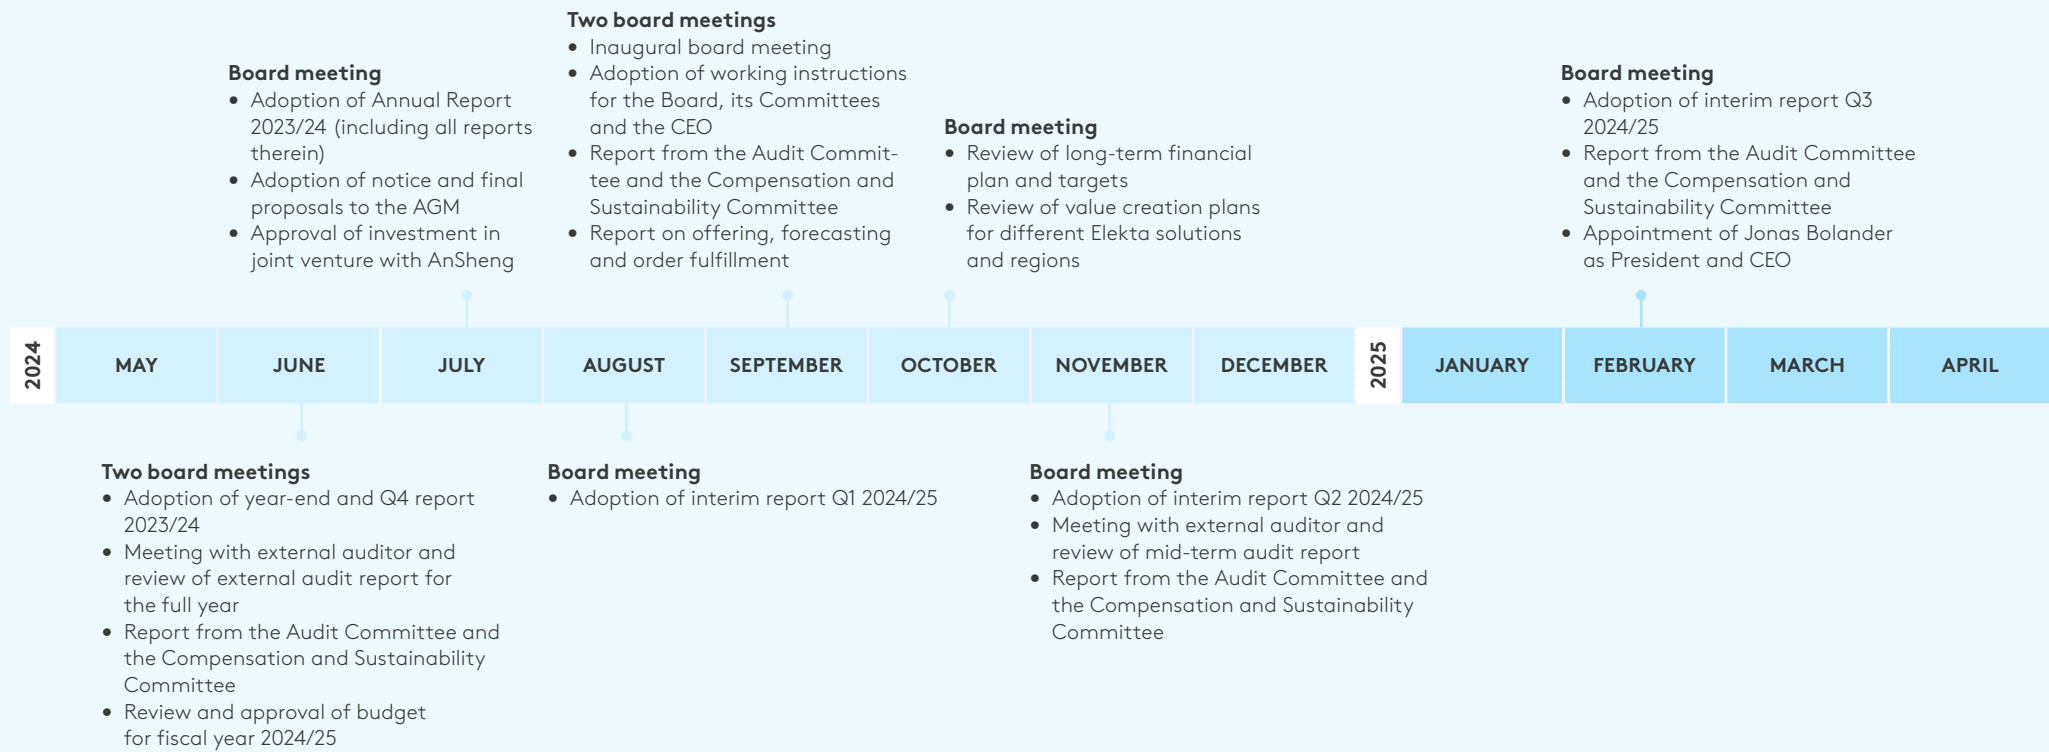 Two board meetings
• Inaugural board meeting
• Adoption of working instructions
for the Board, its Committees
and the CEO
• Report from the Audit Commit-
tee and the Compensation and
Sustainability Committee
• Report on offering, forecasting
and order fulfillment
Board meeting
• Adoption of Annual Report
2023/24 (including all reports
therein)
• Adoption of notice and final
proposals to the AGM
• Approval of investment in
joint venture with AnSheng
Board meeting
• Review of long-term financial
plan and targets
• Review of value creation plans
for different Elekta solutions
and regions
Board meeting
• Adoption of interim report Q3
2024/25
• Report from the Audit Committee
and the Compensation and
Sustainability Committee
• Appointment of Jonas Bolander
as President and CEO
2024
MAY
JUNE
JULY
AUGUST
SEPTEMBER
OCTOBER
NOVEMBER
DECEMBER
2025
JANUARY
FEBRUARY
MARCH
APRIL
Two board meetings
• Adoption of year-end and Q4 report
2023/24
• Meeting with external auditor and
review of external audit report for
the full year
• Report from the Audit Committee and
the Compensation and Sustainability
Committee
• Review and approval of budget
for fiscal year 2024/25
Board meeting
• Adoption of interim report Q1 2024/25
Board meeting
• Adoption of interim report Q2 2024/25
• Meeting with external auditor and
review of mid-term audit report
• Report from the Audit Committee and
the Compensation and Sustainability
Committee